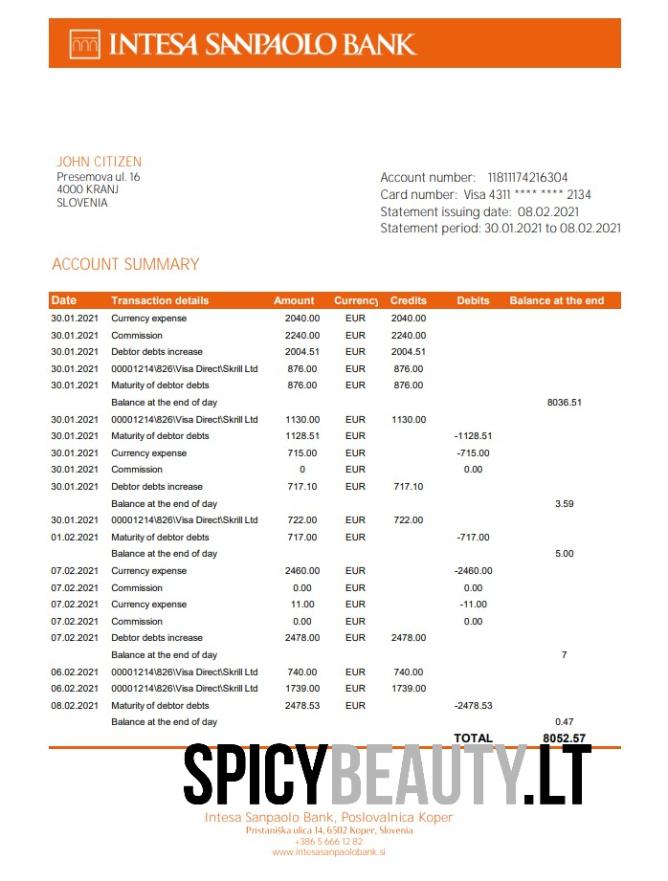 INTESA SANPAOLO BANK
JOHN CITIZEN
Presemova ul. 16
4000 KRANJ
SLOVENIA
Account number: 11811174216304
Card number: Visa 4311 **** **** 2134
Statement issuing date: 08.02.2021
Statement period: 30.01.2021 to 08.02.2021
ACCOUNT SUMMARY
Date Transaction details Amount Currency Credits Debits Balance at the end
30.01.2021 Currency expense 2040.00 EUR 2040.00
30.01.2021 Commission 2240.00 EUR 2240.00
30.01.2021 Debtor debts increase 2004.51 EUR 2004.51
30.01.2021 00001214\826\Visa Direct\Skrill Ltd 876.00 EUR 876.00
30.01.2021 Maturity of debtor debts 876.00 EUR 876.00
Balance at the end of day 8036.51
30.01.2021 00001214\826\Visa Direct\Skrill Ltd 1130.00 EUR 1130.00
30.01.2021 Maturity of debtor debts 1128.51 EUR -1128.51
30.01.2021 Currency expense 715.00 EUR -715.00
30.01.2021 Commission 0 EUR 0.00
30.01.2021 Debtor debts increase 717.10 EUR 717.10
Balance at the end of day 3.59
30.01.2021 00001214\826\Visa Direct\Skrill Ltd 722.00 EUR 722.00
01.02.2021 Maturity of debtor debts 717.00 EUR -717.00
Balance at the end of day 5.00
07.02.2021 Currency expense 2460.00 EUR -2460.00
07.02.2021 Commission 0.00 EUR 0.00
07.02.2021 Currency expense 11.00 EUR -11.00
07.02.2021 Commission 0.00 EUR 0.00
07.02.2021 Debtor debts increase 2478.00 EUR 2478.00
Balance at the end of day 7
06.02.2021 00001214\826\Visa Direct\Skrill Ltd 740.00 EUR 740.00
06.02.2021 00001214\826\Visa Direct\Skrill Ltd 1739.00 EUR 1739.00
08.02.2021 Maturity of debtor debts 2478.53 EUR -2478.53
Balance at the end of day 0.47
TOTAL 8052.57
SPICYBEAUTY.LT
Intesa Sanpaolo Bank, Poslovalnica Koper
Pristaniška ulica 14, 6502 Koper, Slovenia
+386 5 666 12 82
www.intesasanpaolobank.si